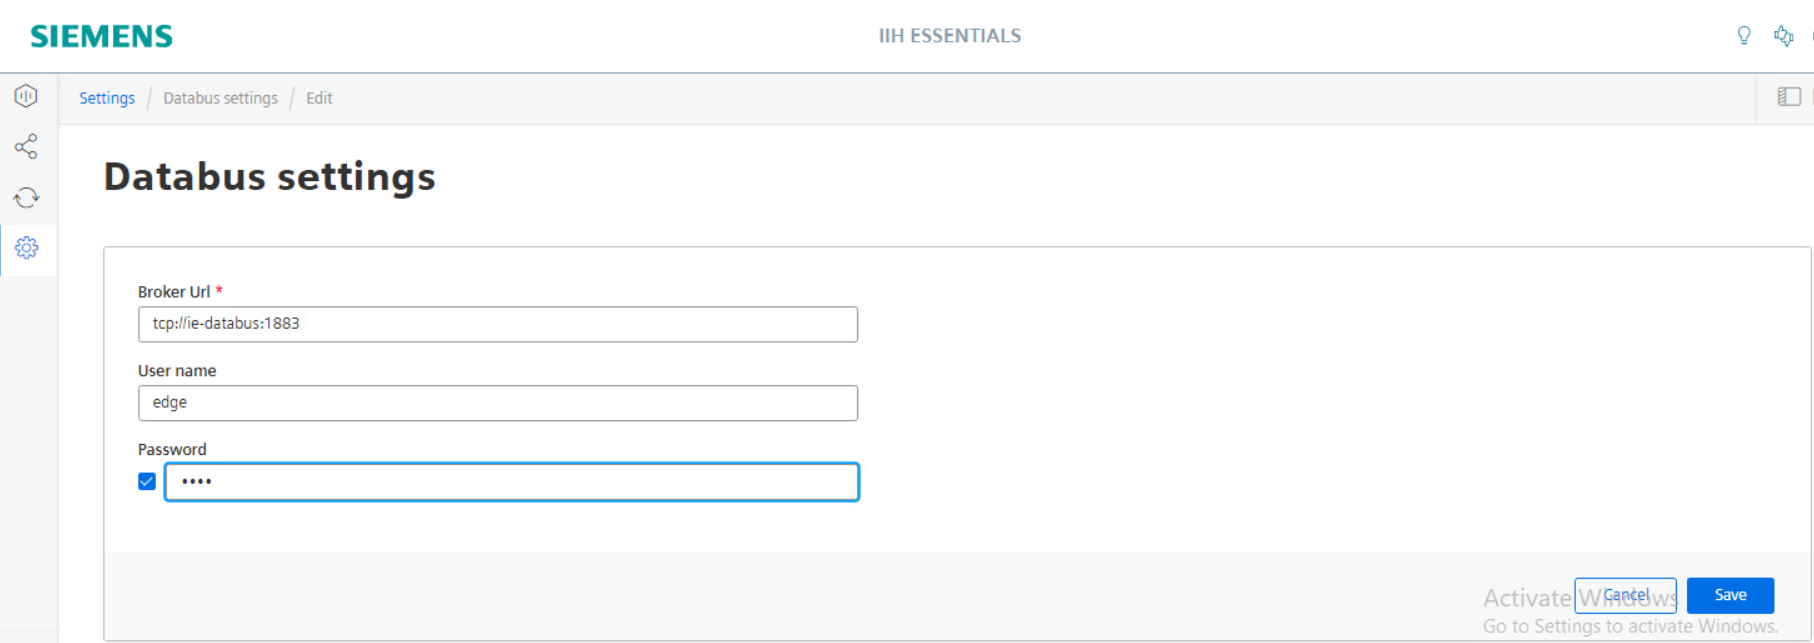 SIEMENS
IIH ESSENTIALS
Settings / Databus settings / Edit
Databus settings
Broker Url *
tcp://ie-databus:1883
User name
edge
Password
••••
Cancel
Save
Activate Windows
Go to Settings to activate Windows.